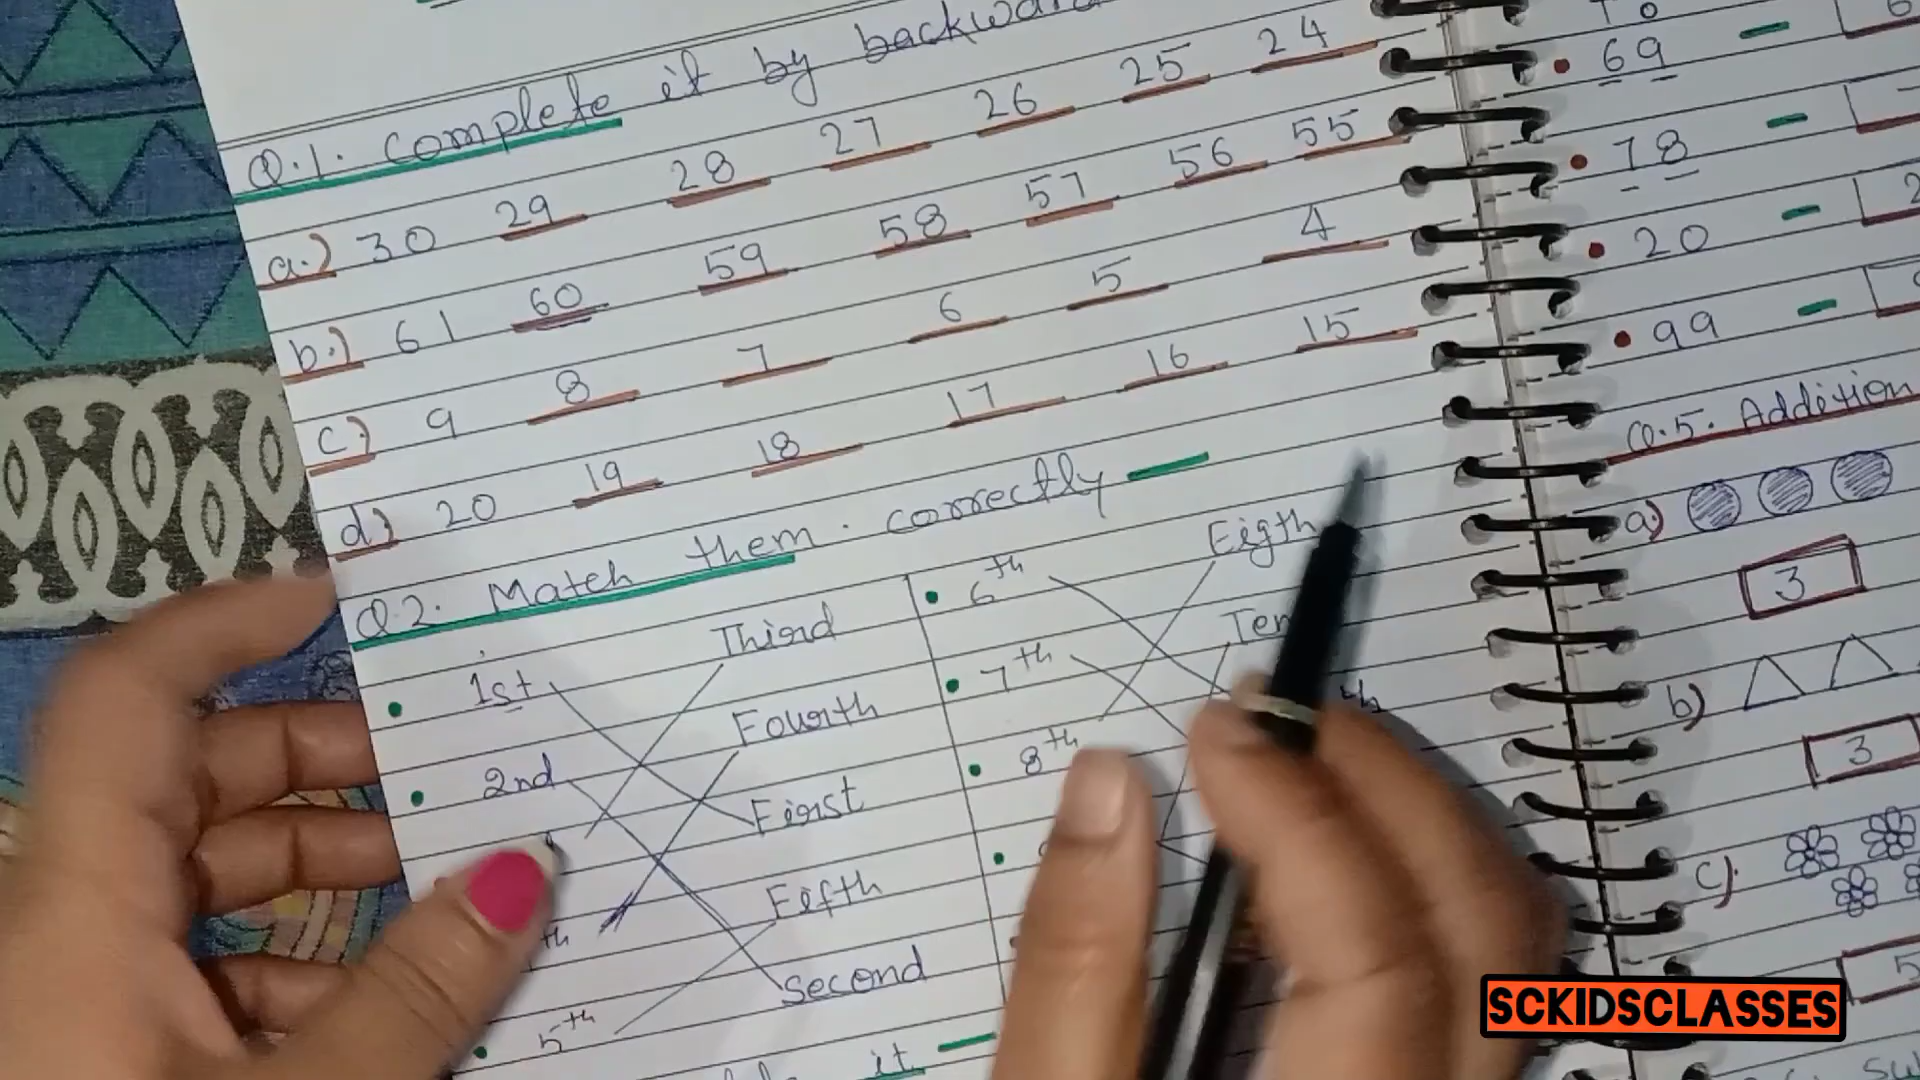 Q.1. Complete it by backward
a.) 30 29 28 27 26 25 24
b.) 61 60 59 58 57 56 55
c.) 9 8 7 6 5 4
d.) 20 19 18 17 16 15
Q.2. Match them. correctly —
1st Third
2nd Fourth
First
th Fifth
5th Second
it —
6th Eigth
7th Ten
8th
69 —
78 —
20 —
99 —
Q.5. Addition
a.)
3
b)
3
c).
5
SCKIDSCLASSES